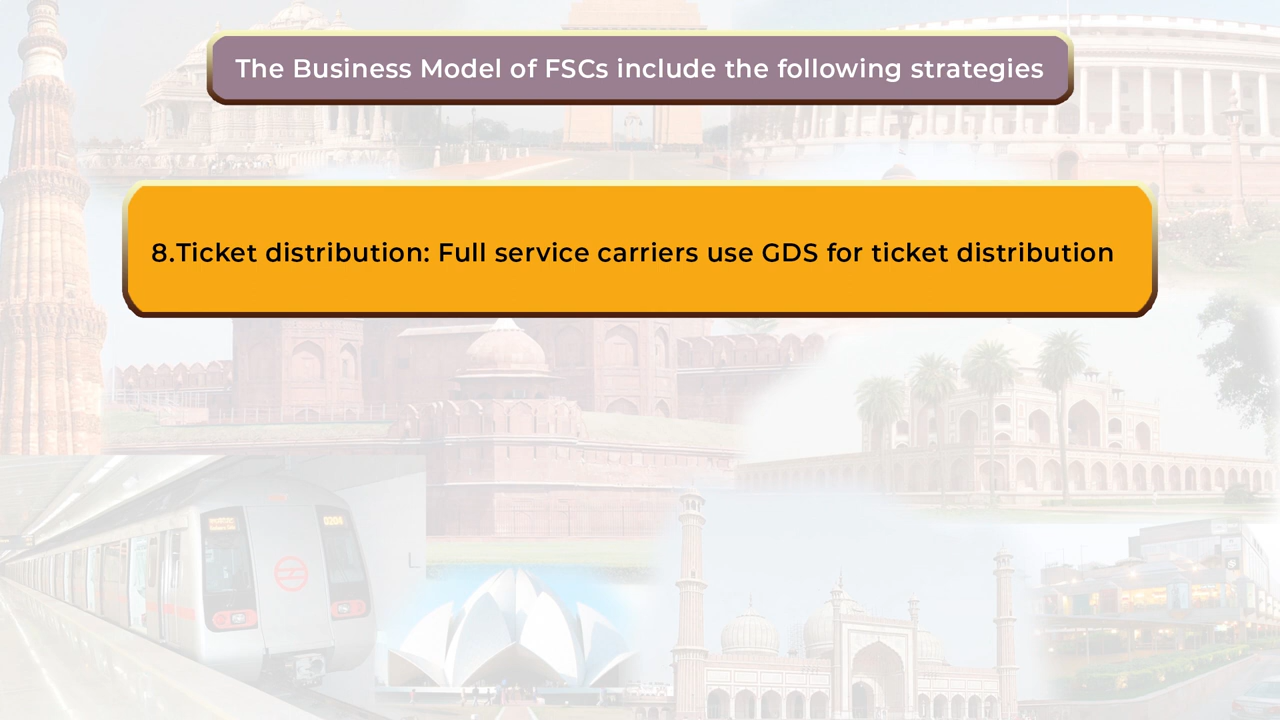 The Business Model of FSCs include the following strategies
8.Ticket distribution: Full service carriers use GDS for ticket distribution